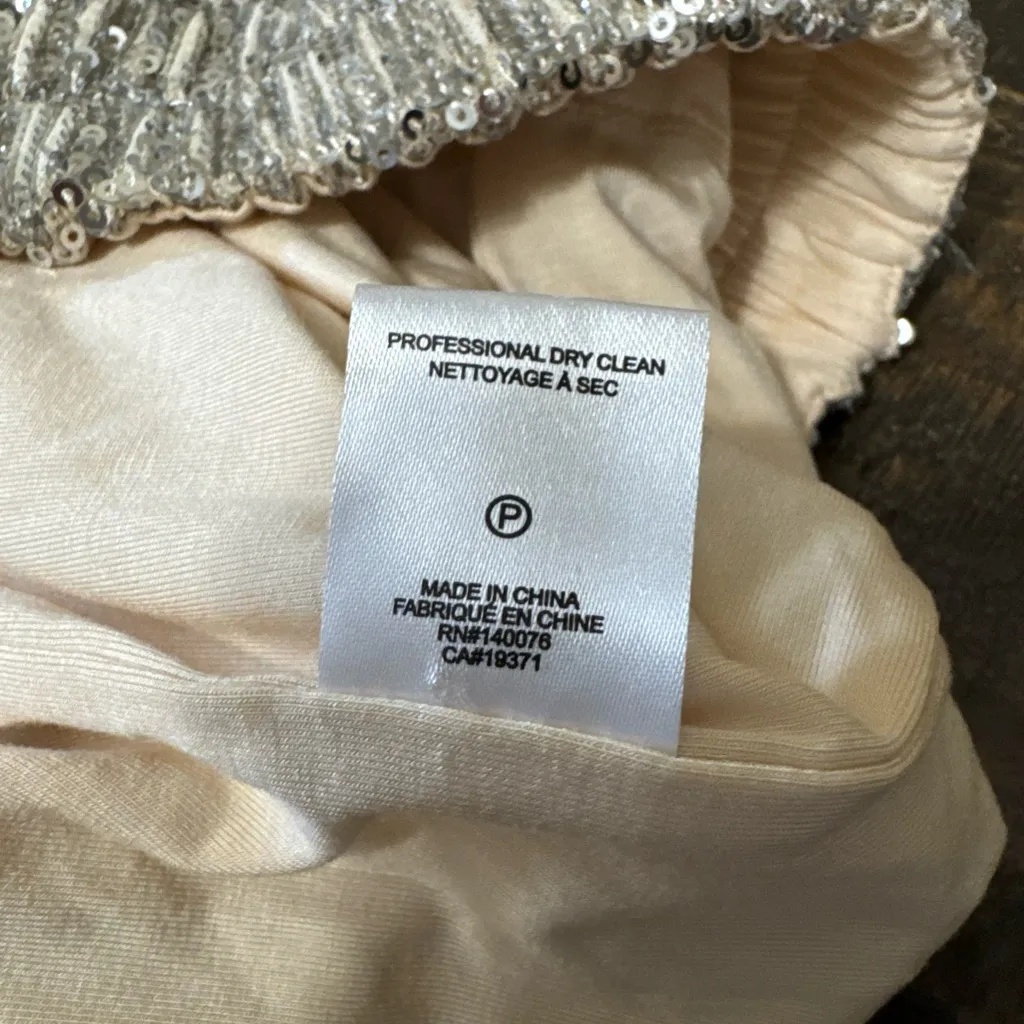 PROFESSIONAL DRY CLEAN
NETTOYAGE À SEC
P
MADE IN CHINA
FABRIQUÉ EN CHINE
RN#140076
CA#19371